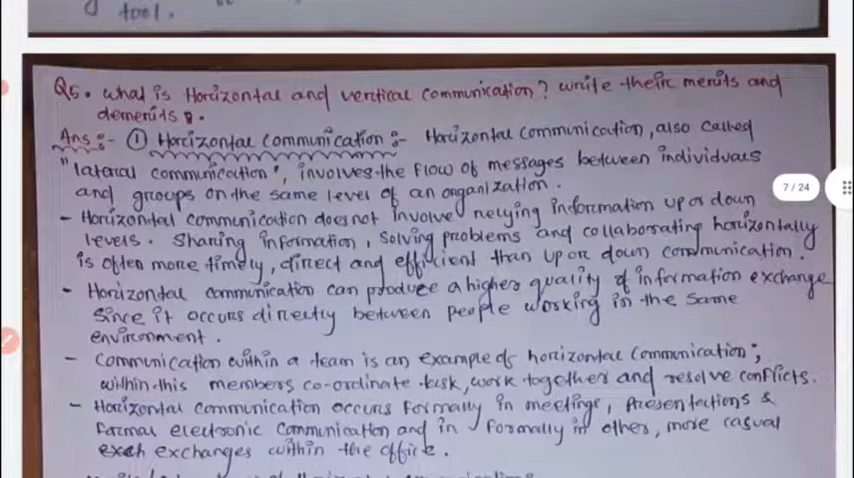 tool.
Q5. What is Horizontal and vertical communication? write their merits and
demerits.
Ans:- ① Horizontal communication:- Horizontal communication, also called
"lateral communication", involves the flow of messages between individuals
and groups on the same level of an organization.
- Horizontal communication does not involve relying information up or down
levels. Sharing information, solving problems and collaborating horizontally
is often more timely, direct and efficient than up or down communication.
- Horizontal communication can produce a higher quality of information exchange
since it occurs directly between people working in the same
environment.
- Communication within a team is an example of horizontal communication;
within this members co-ordinate task, work together and resolve conflicts.
- Horizontal communication occurs formally in meetings, Presentations &
formal electronic communication and in formally in other, more casual
exch exchanges within the office.
7 / 24